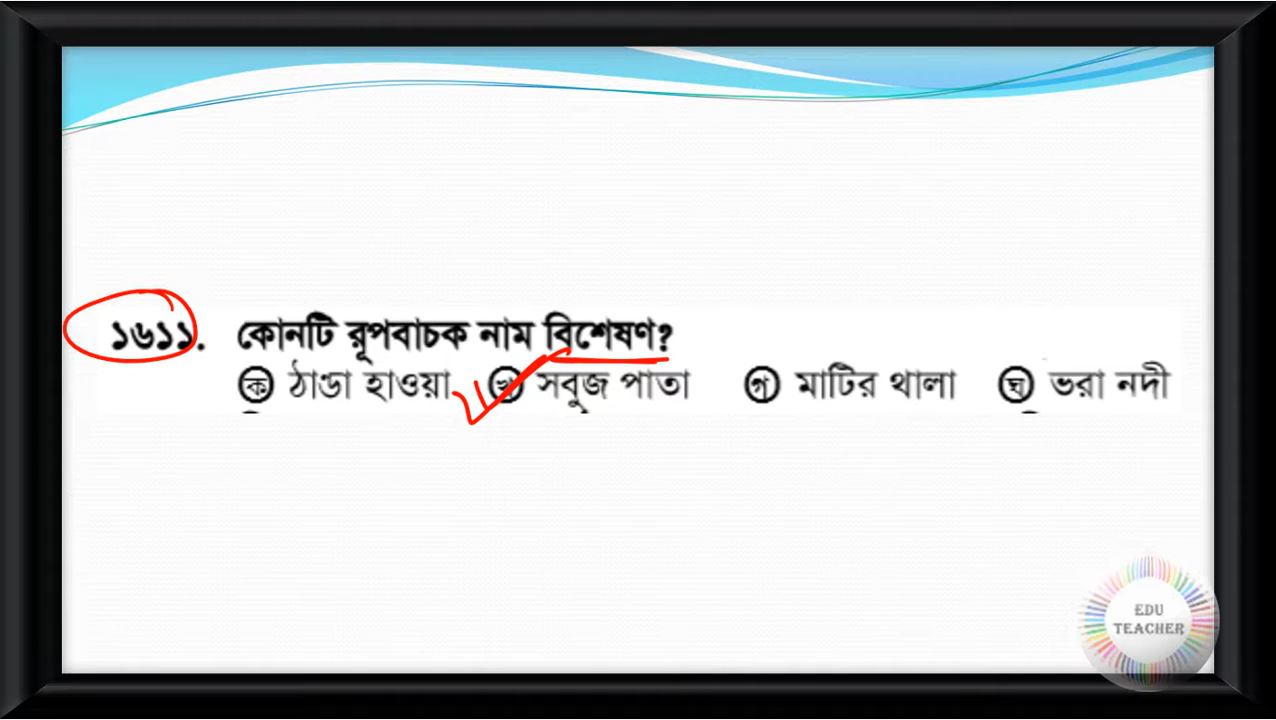 ১৬১১. কোনটি রূপবাচক নাম বিশেষণ?
ক ঠাণ্ডা হাওয়া খ সবুজ পাতা গ মাটির থালা ঘ ভরা নদী
EDU
TEACHER